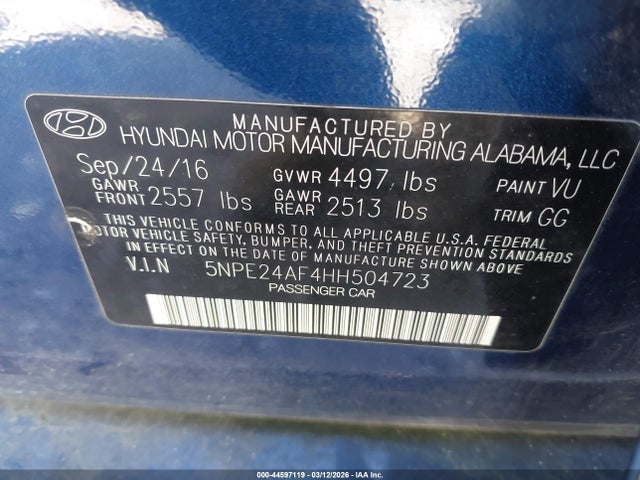 MANUFACTURED BY
HYUNDAI MOTOR MANUFACTURING ALABAMA, LLC
Sep/24/16 GVWR 4497 lbs PAINT VU
GAWR FRONT 2557 lbs GAWR REAR 2513 lbs TRIM GG
THIS VEHICLE CONFORMS TO ALL APPLICABLE U.S.A. FEDERAL
MOTOR VEHICLE SAFETY, BUMPER, AND THEFT PREVENTION STANDARDS
IN EFFECT ON THE DATE OF MANUFACTURE SHOWN ABOVE.
V.I.N 5NPE24AF4HH504723
PASSENGER CAR
000-44597119 - 03/12/2026 - IAA Inc.